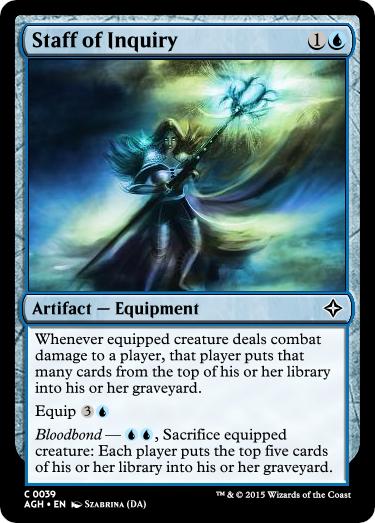 Staff of Inquiry 1
Artifact — Equipment
Whenever equipped creature deals combat
damage to a player, that player puts that
many cards from the top of his or her library
into his or her graveyard.
Equip 3
Bloodbond — , Sacrifice equipped
creature: Each player puts the top five cards
of his or her library into his or her graveyard.
C 0039
AGH • EN SZABRINA (DA)
™ & © 2015 Wizards of the Coast